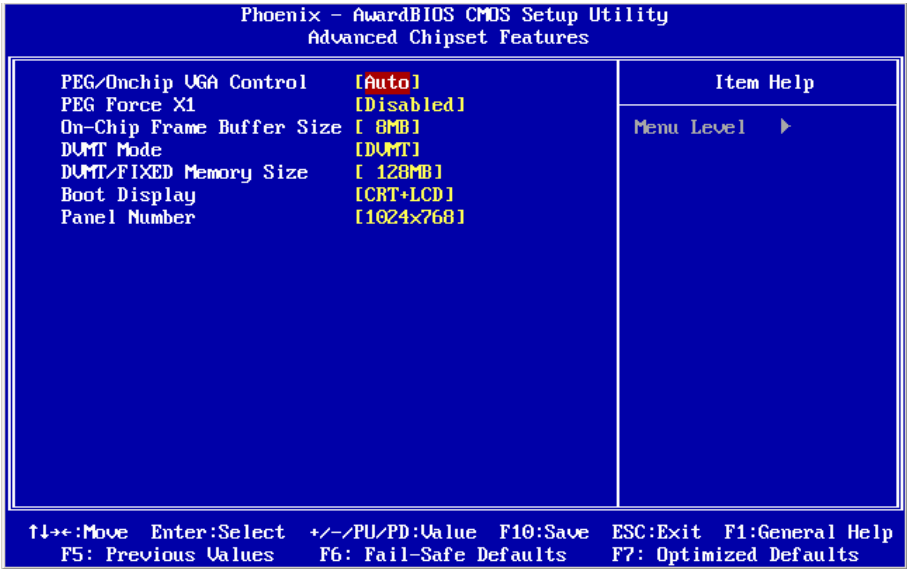 Phoenix - AwardBIOS CMOS Setup Utility
Advanced Chipset Features
PEG/Onchip VGA Control [Auto]
PEG Force X1 [Disabled]
On-Chip Frame Buffer Size [ 8MB]
DVMT Mode [DVMT]
DVMT/FIXED Memory Size [ 128MB]
Boot Display [CRT+LCD]
Panel Number [1024x768]
Item Help
Menu Level ▶
↑↓→←:Move Enter:Select +/-/PU/PD:Value F10:Save ESC:Exit F1:General Help
F5: Previous Values F6: Fail-Safe Defaults F7: Optimized Defaults